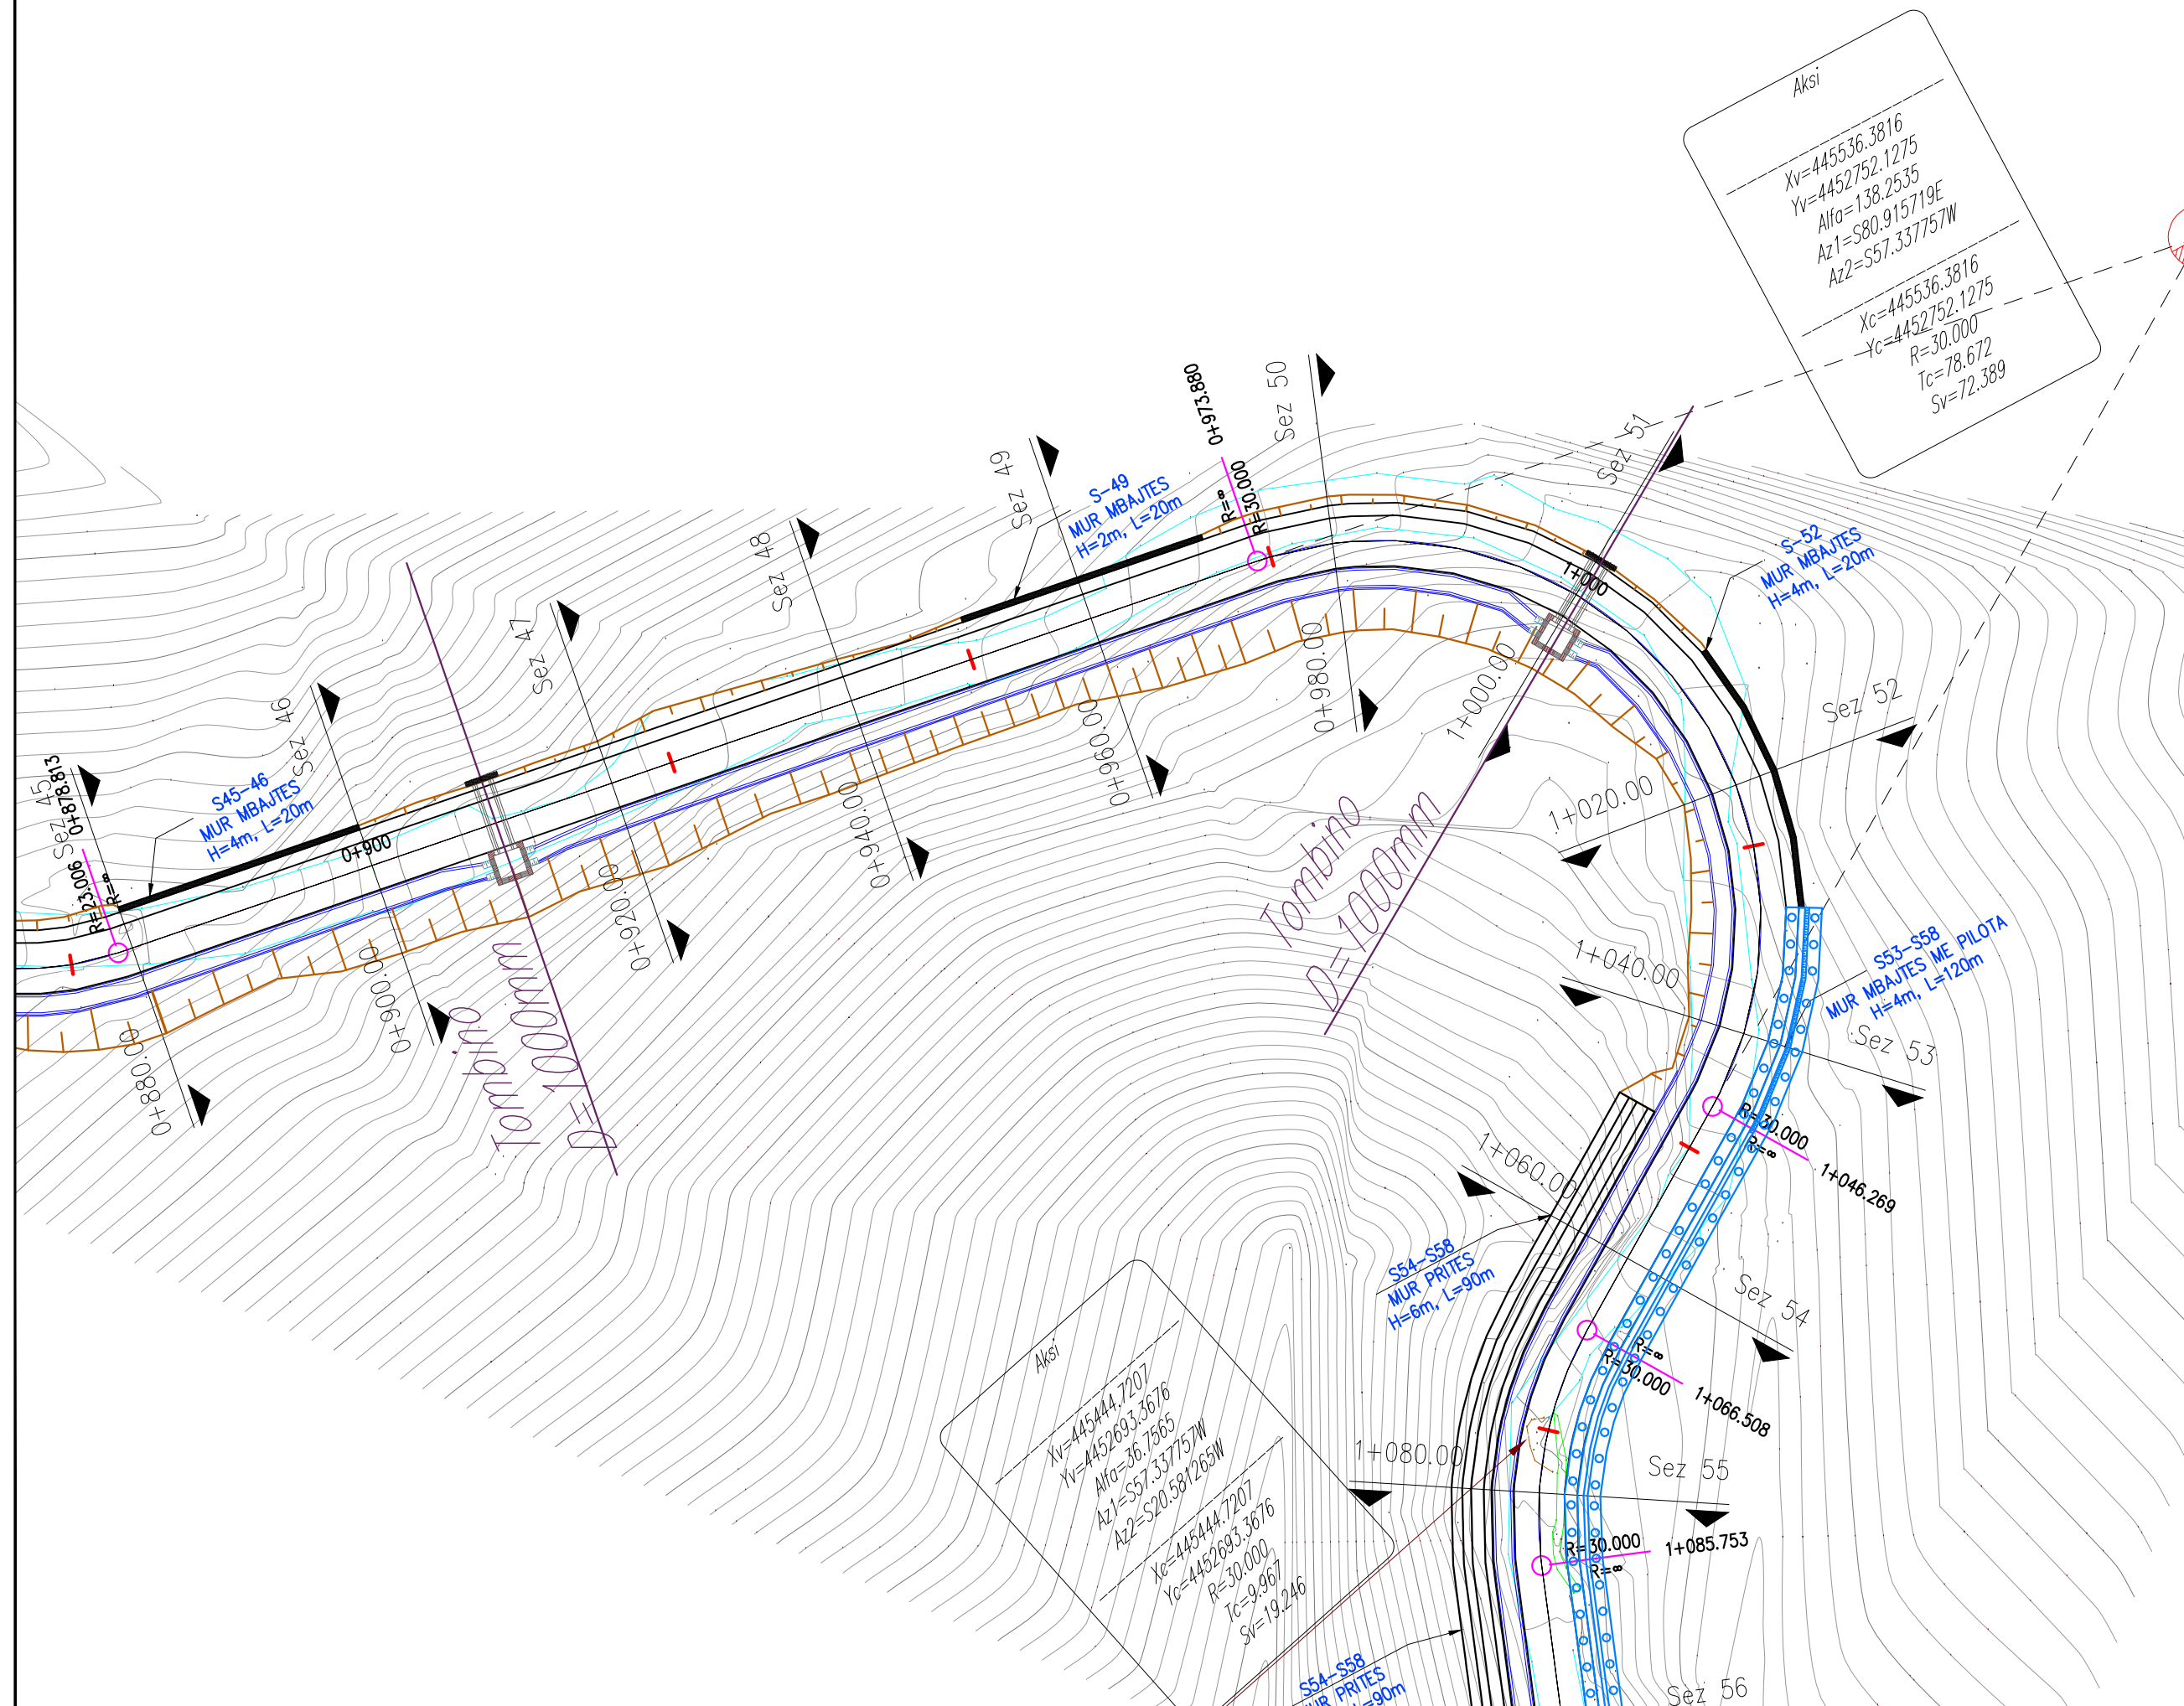 Aksi
Xv=445536.3816
Yv=4452752.1275
Alfa=138.2535
Az1=S80.915719E
Az2=S57.337757W
Xc=445536.3816
Yc=4452752.1275
R=30.000
Tc=78.672
Sv=72.389
Sez 45
0+878.813
R=23.006
R=∞
S45-46
MUR MBAJTES
H=4m, L=20m
0+880.00
Sez 46
0+900
0+900.00
Tombino
D=1000mm
Sez 47
0+920.00
Sez 48
0+940.00
Sez 49
0+960.00
S-49
MUR MBAJTES
H=2m, L=20m
0+973.880
R=∞
R=30.000
Sez 50
0+980.00
Sez 51
1+000
1+000.00
Tombino
D=1000mm
S-52
MUR MBAJTES
H=4m, L=20m
Sez 52
1+020.00
1+040.00
Sez 53
S53-S58
MUR MBAJTES ME PILOTA
H=4m, L=120m
R=30.000
R=∞
1+046.269
1+060.00
Sez 54
S54-S58
MUR PRITES
H=6m, L=90m
R=∞
R=30.000
1+066.508
1+080.00
Sez 55
R=30.000
R=∞
1+085.753
Aksi
Xv=445444.7207
Yv=4452693.3676
Alfa=36.7565
Az1=S57.337757W
Az2=S20.581265W
Xc=445444.7207
Yc=4452693.3676
R=30.000
Tc=9.967
Sv=19.246
S54-S58
MUR PRITES
L=90m
Sez 56